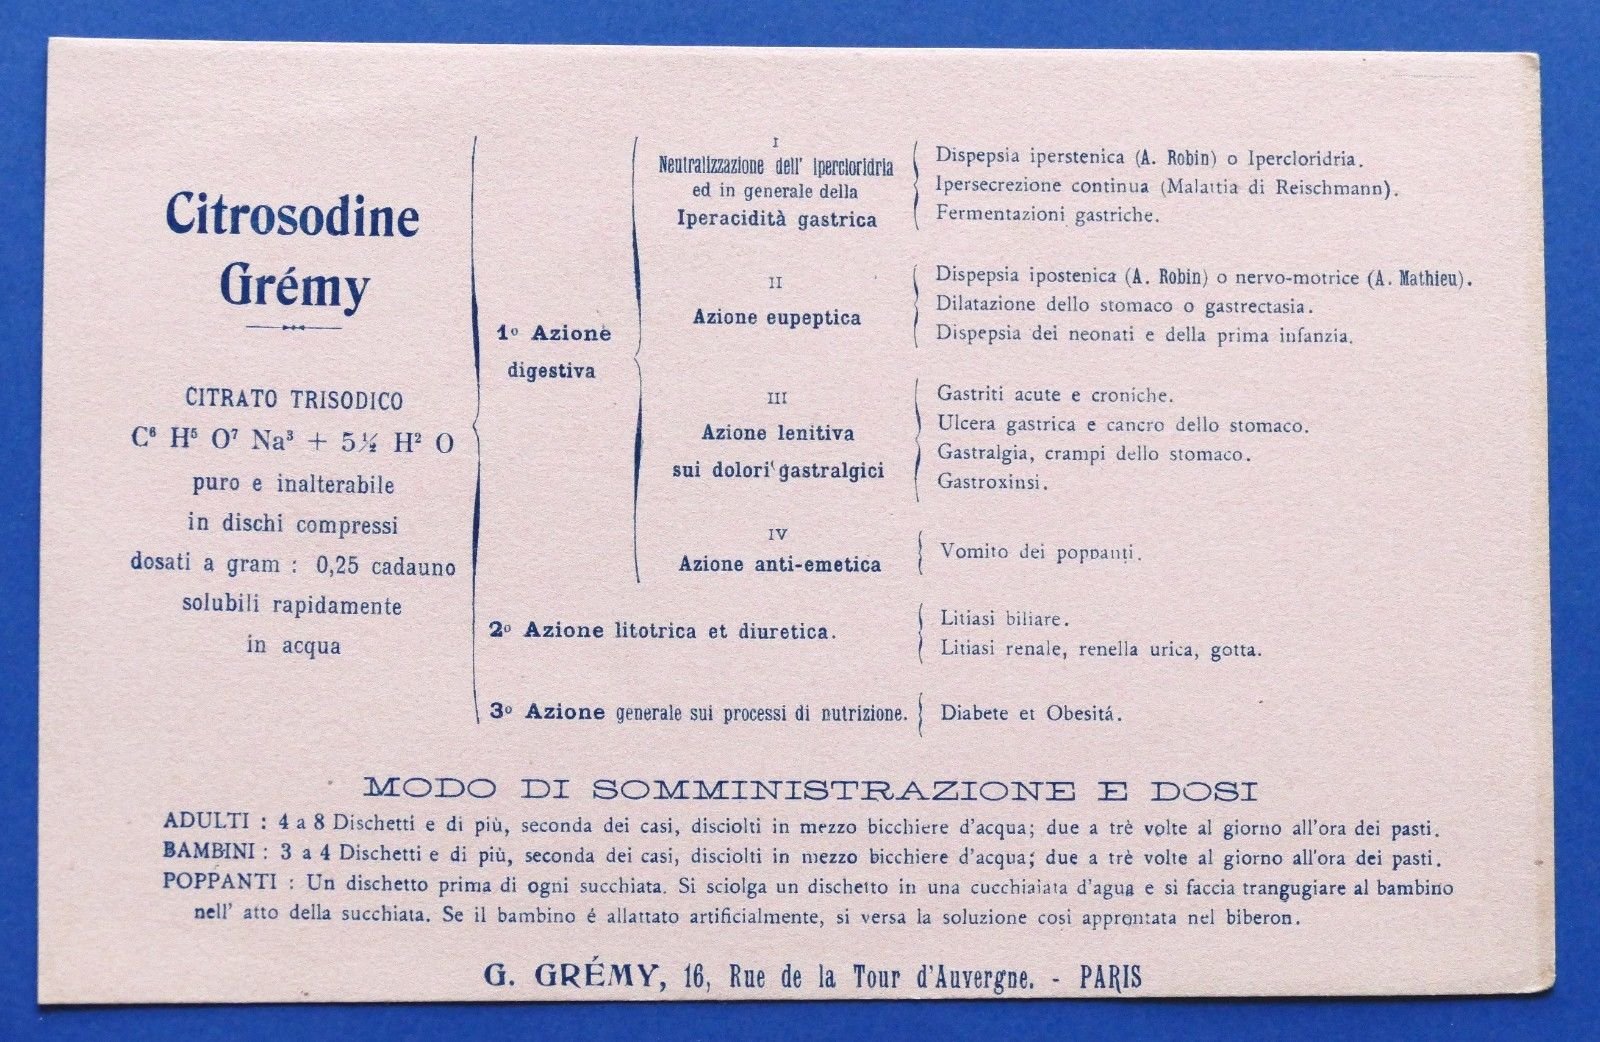 Citrosodine
Grémy
CITRATO TRISODICO
C⁶ H⁵ O⁷ Na³ + 5½ H² O
puro e inalterabile
in dischi compressi
dosati a gram : 0,25 cadauno
solubili rapidamente
in acqua
1º Azione
digestiva
I
Neutralizzazione dell' Ipercloridria
ed in generale della
Iperacidità gastrica
Dispepsia iperstenica (A. Robin) o Ipercloridria.
Ipersecrezione continua (Malattia di Reischmann).
Fermentazioni gastriche.
II
Azione eupeptica
Dispepsia ipostenica (A. Robin) o nervo-motrice (A. Mathieu).
Dilatazione dello stomaco o gastrectasia.
Dispepsia dei neonati e della prima infanzia.
III
Azione lenitiva
sui dolori gastralgici
Gastriti acute e croniche.
Ulcera gastrica e cancro dello stomaco.
Gastralgia, crampi dello stomaco.
Gastroxinsi.
IV
Azione anti-emetica
Vomito dei poppanti.
2º Azione litotrica et diuretica.
Litiasi biliare.
Litiasi renale, renella urica, gotta.
3º Azione generale sui processi di nutrizione.
Diabete et Obesitá.
MODO DI SOMMINISTRAZIONE E DOSI
ADULTI : 4 a 8 Dischetti e di più, seconda dei casi, disciolti in mezzo bicchiere d'acqua; due a trè volte al giorno all'ora dei pasti.
BAMBINI : 3 a 4 Dischetti e di più, seconda dei casi, disciolti in mezzo bicchiere d'acqua; due a trè volte al giorno all'ora dei pasti.
POPPANTI : Un dischetto prima di ogni succhiata. Si sciolga un dischetto in una cucchiaiata d'agua e si faccia trangugiare al bambino
nell' atto della succhiata. Se il bambino é allattato artificialmente, si versa la soluzione cosi approntata nel biberon.
G. GRÉMY, 16, Rue de la Tour d'Auvergne. - PARIS